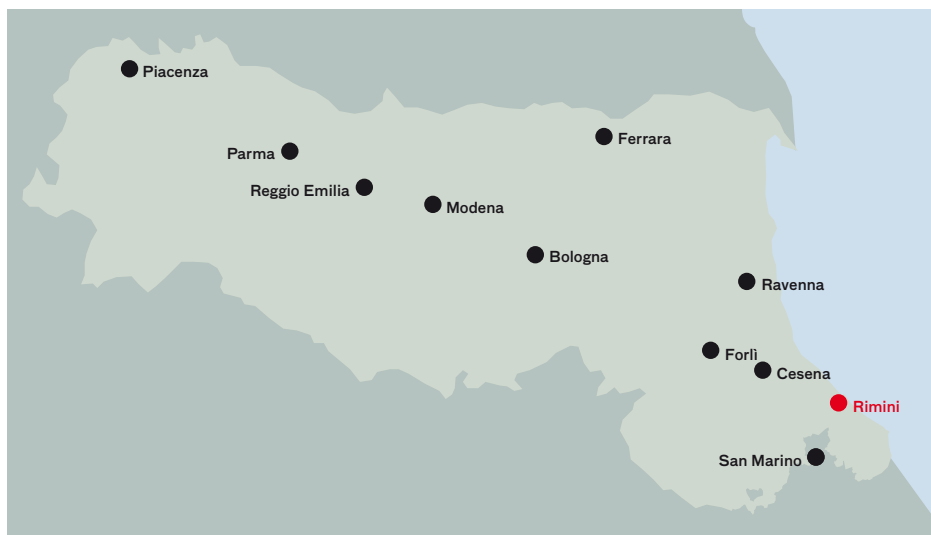 Piacenza
Ferrara
Parma
Reggio Emilia
Modena
Bologna
Ravenna
Forlì
Cesena
Rimini
San Marino